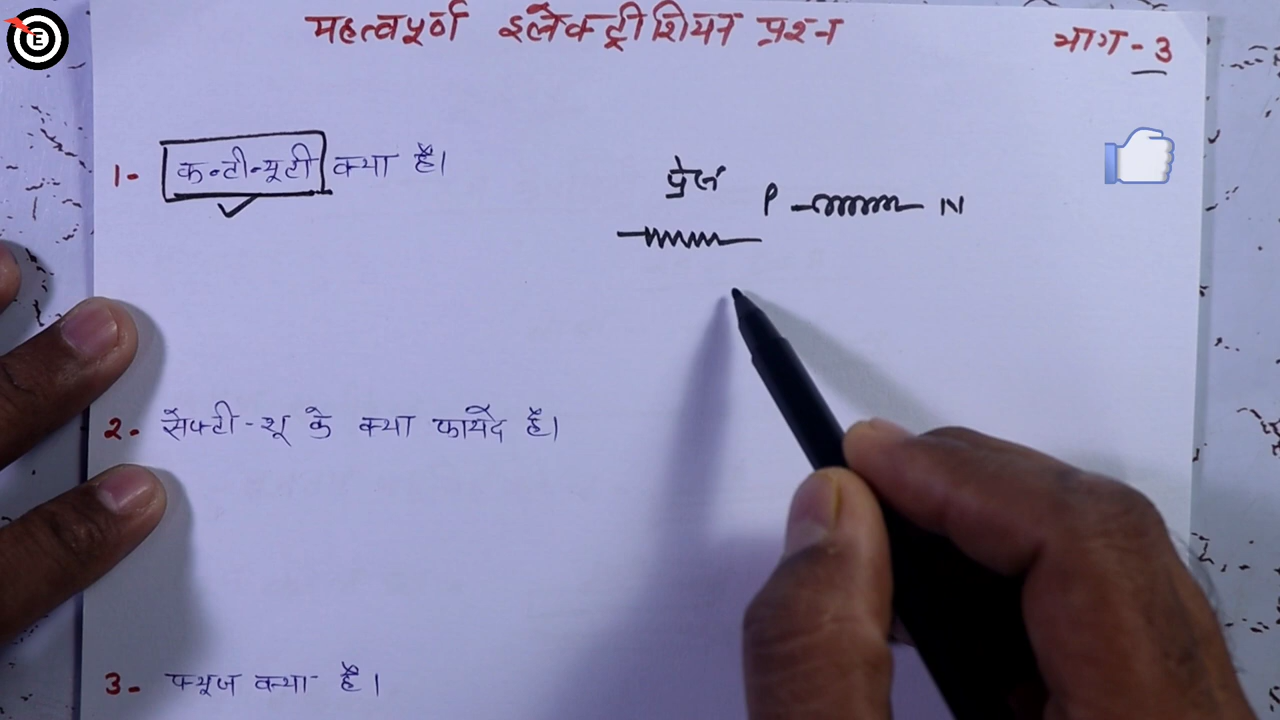 महत्वपूर्ण इलेक्ट्रीशियन प्रश्न
भाग - 3
E
1- कन्टीन्यूटी क्या है।
P N
2- सेफ्टी-शू के क्या फायदे है।
3- फ्यूज क्या है।